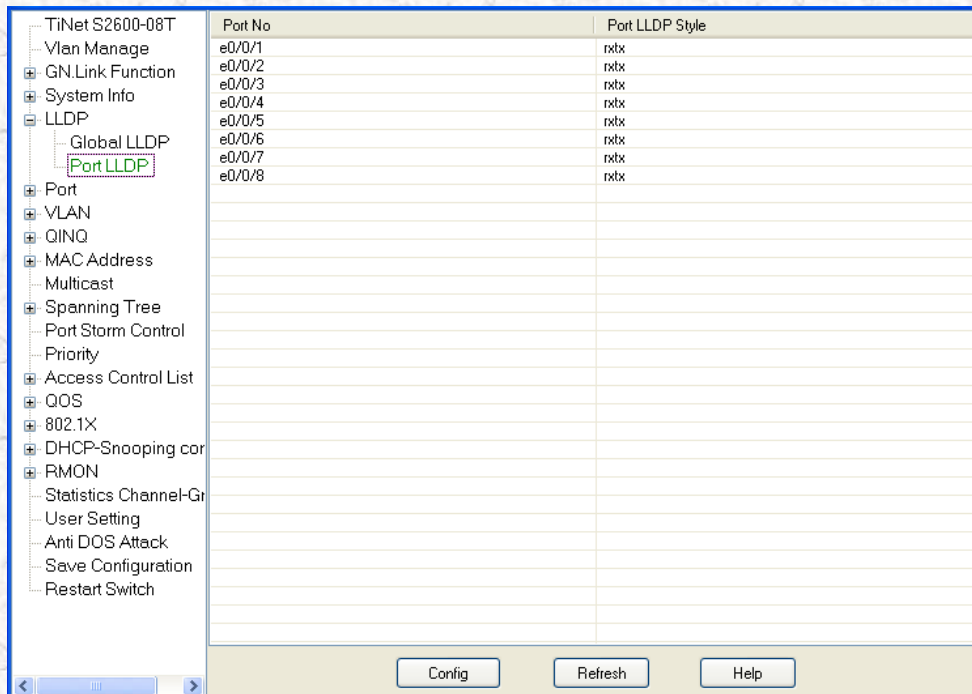 TiNet S2600-08T
Vlan Manage
GN.Link Function
System Info
LLDP
Global LLDP
Port LLDP
Port
VLAN
QINQ
MAC Address
Multicast
Spanning Tree
Port Storm Control
Priority
Access Control List
QOS
802.1X
DHCP-Snooping cor
RMON
Statistics Channel-Gr
User Setting
Anti DOS Attack
Save Configuration
Restart Switch
Port No Port LLDP Style
e0/0/1 rxtx
e0/0/2 rxtx
e0/0/3 rxtx
e0/0/4 rxtx
e0/0/5 rxtx
e0/0/6 rxtx
e0/0/7 rxtx
e0/0/8 rxtx
Config Refresh Help